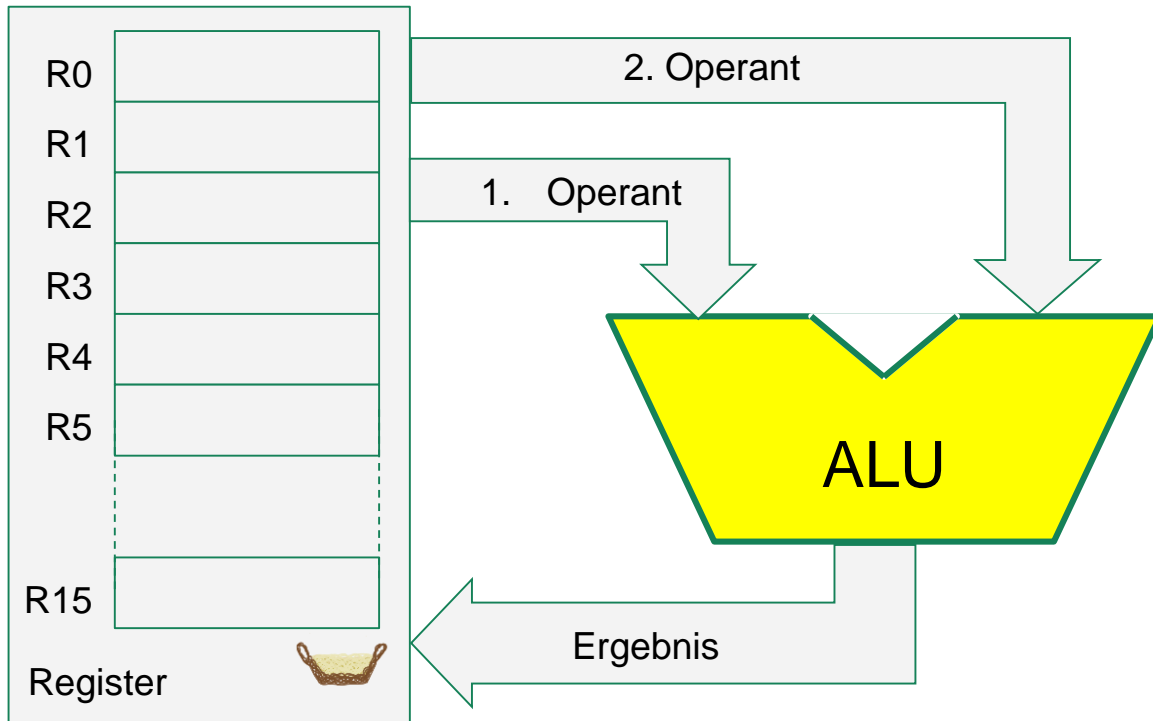 R0
R1
R2
R3
R4
R5
R15
Register
2. Operant
1. Operant
ALU
Ergebnis